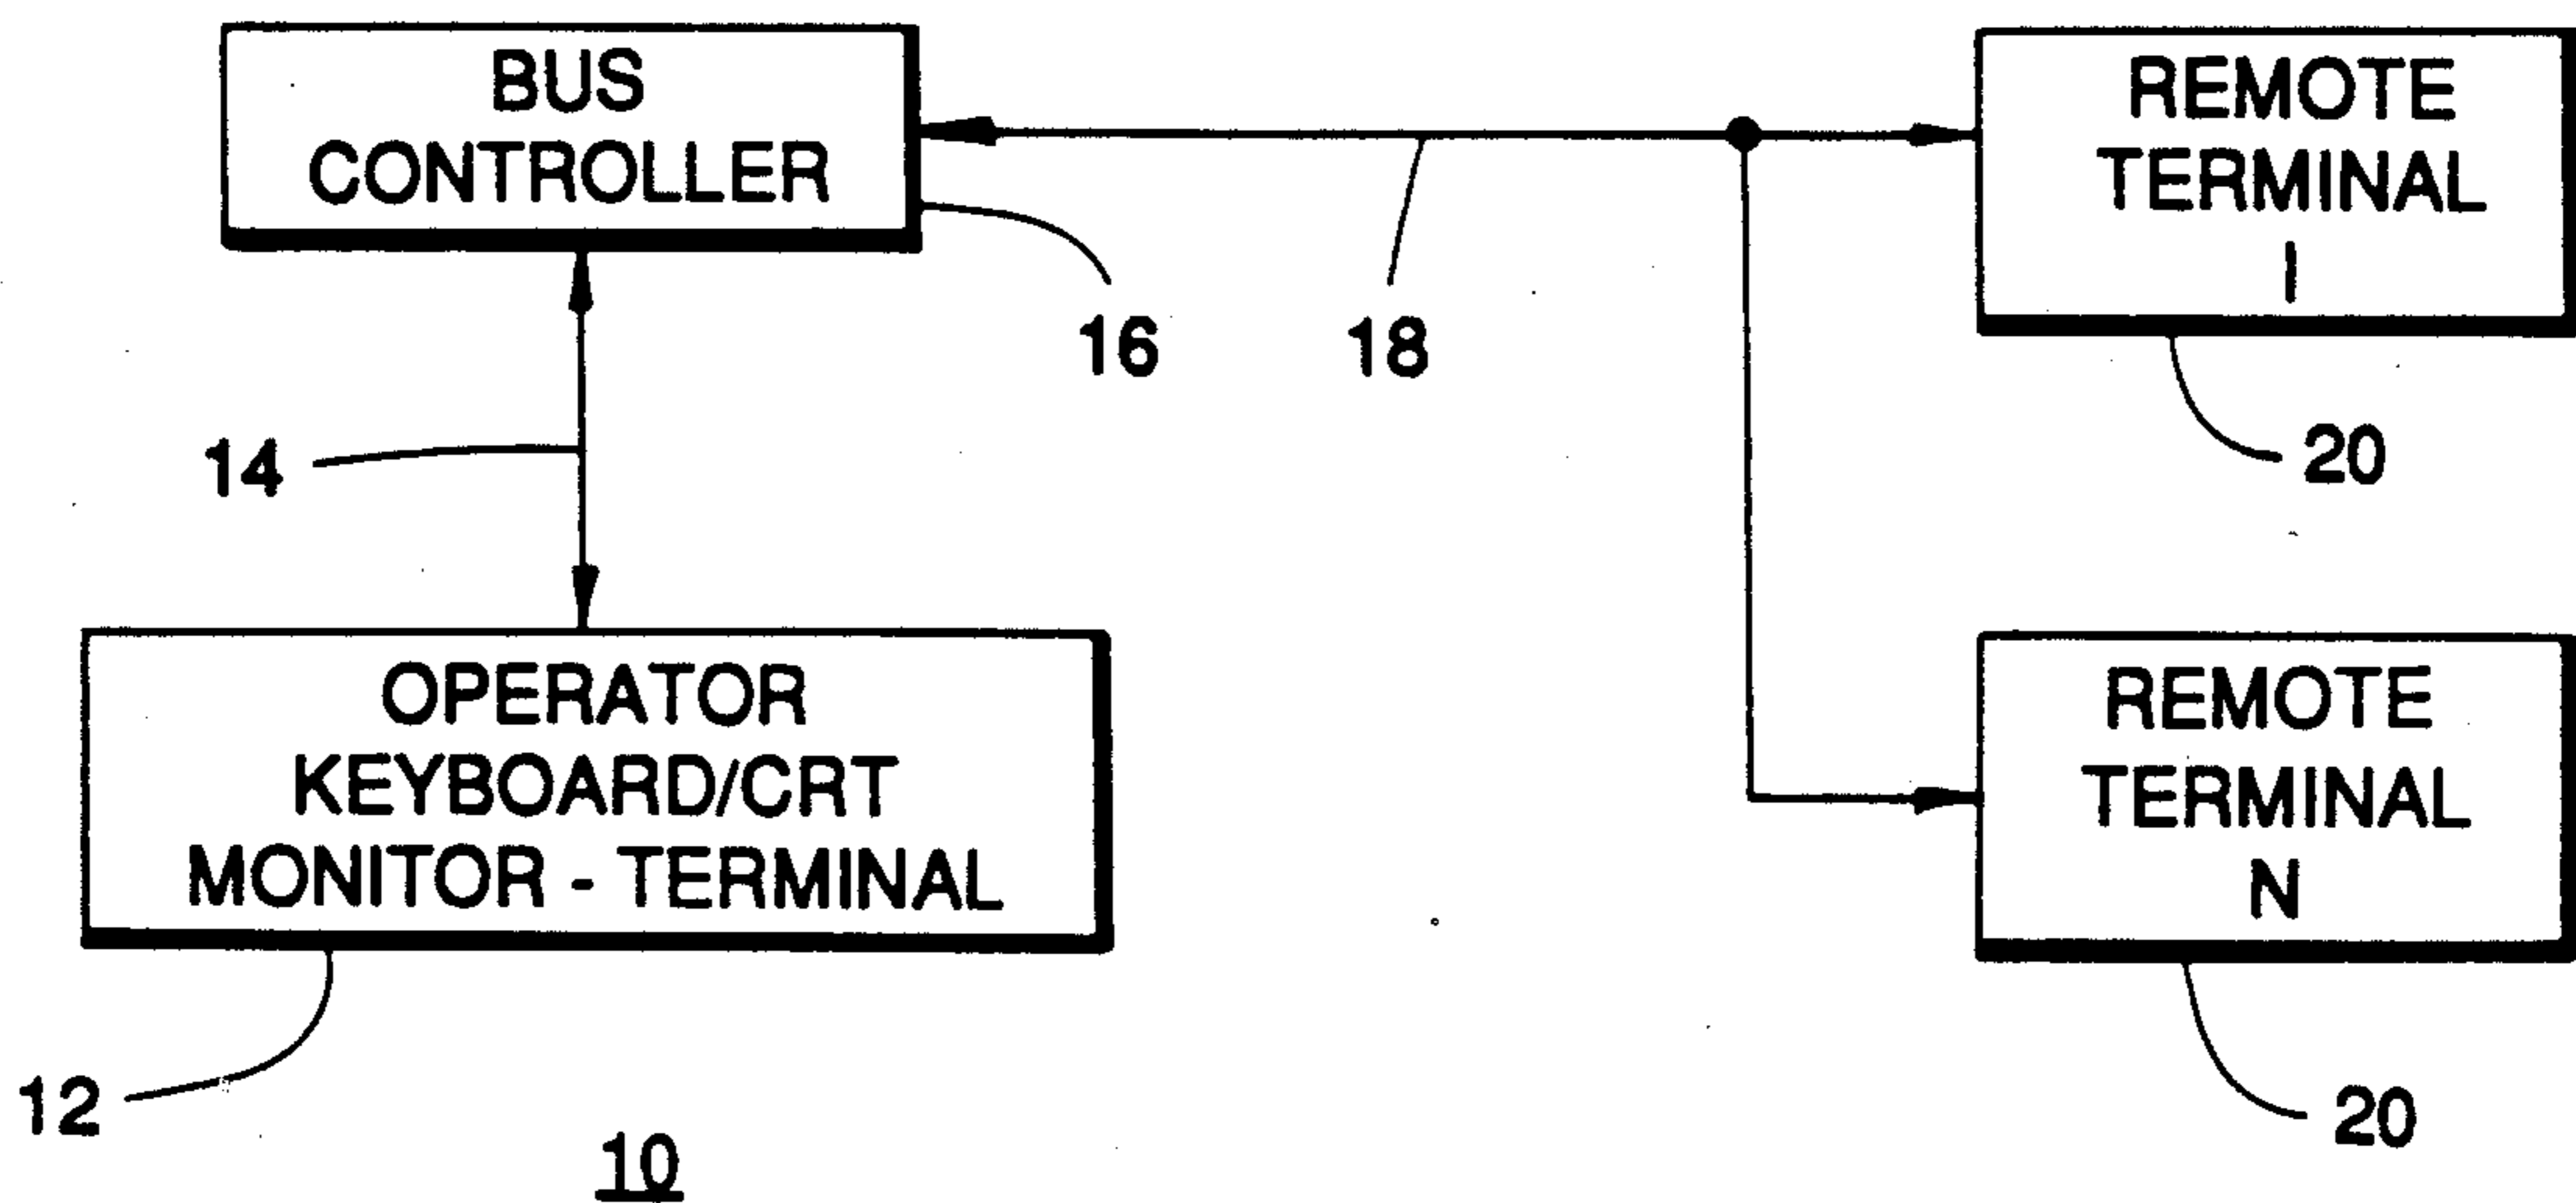 BUS
CONTROLLER
REMOTE
TERMINAL
I
16
18
20
14
OPERATOR
KEYBOARD/CRT
MONITOR - TERMINAL
REMOTE
TERMINAL
N
12
20
10